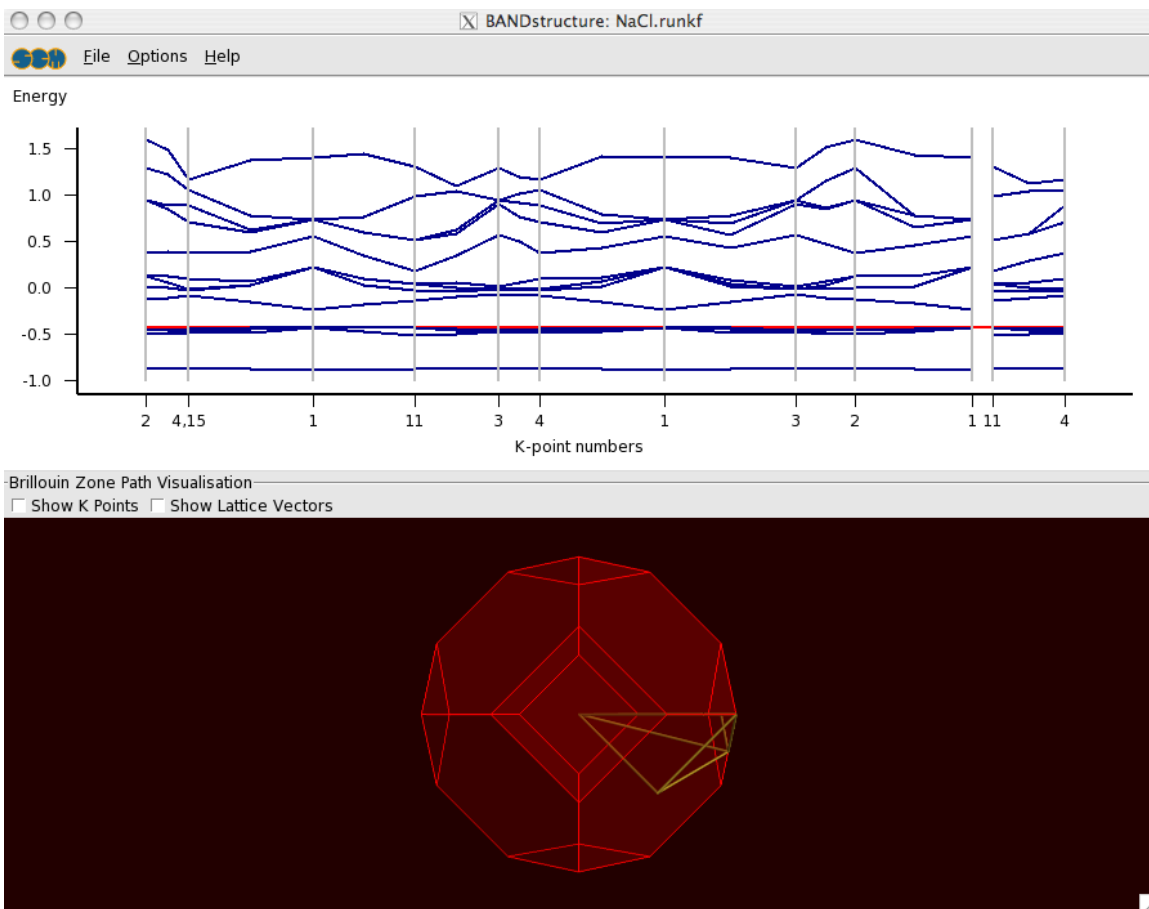 BANDstructure: NaCl.runkf
SCM File Options Help
Energy
1.5
1.0
0.5
0.0
-0.5
-1.0
2 4,15 1 11 3 4 1 3 2 1 11 4
K-point numbers
Brillouin Zone Path Visualisation
Show K Points Show Lattice Vectors